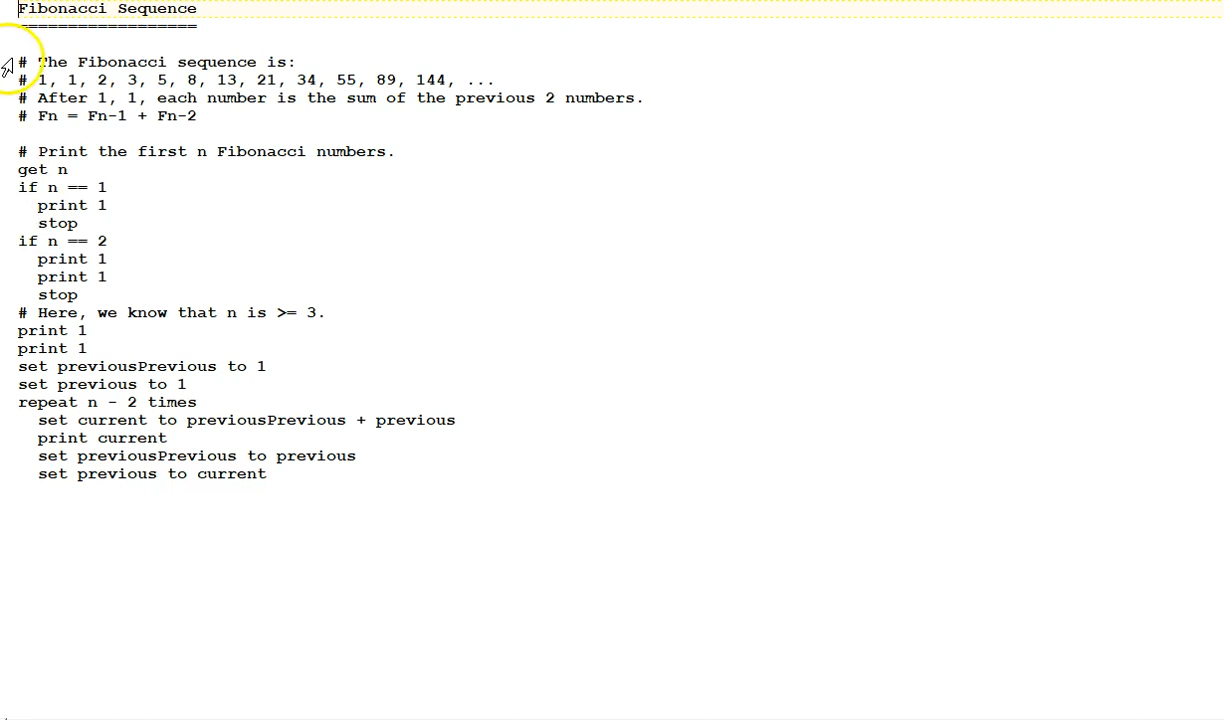 Fibonacci Sequence
==================
# The Fibonacci sequence is:
# 1, 1, 2, 3, 5, 8, 13, 21, 34, 55, 89, 144, ...
# After 1, 1, each number is the sum of the previous 2 numbers.
# Fn = Fn-1 + Fn-2
# Print the first n Fibonacci numbers.
get n
if n == 1
  print 1
  stop
if n == 2
  print 1
  print 1
  stop
# Here, we know that n is >= 3.
print 1
print 1
set previousPrevious to 1
set previous to 1
repeat n - 2 times
  set current to previousPrevious + previous
  print current
  set previousPrevious to previous
  set previous to current